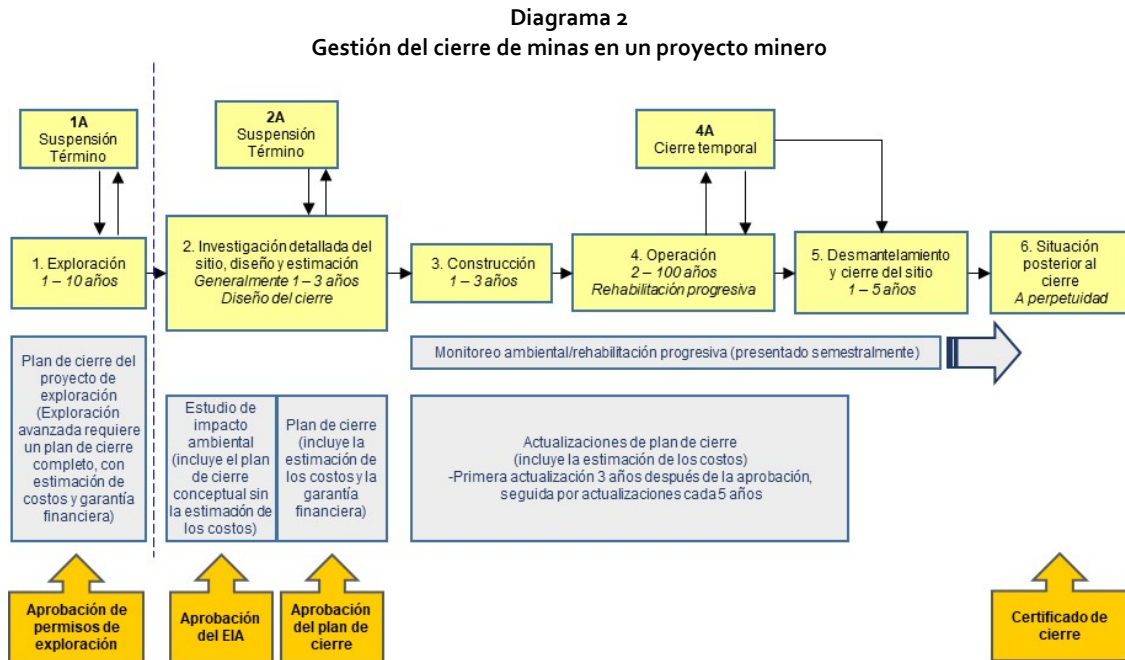 Diagrama 2
Gestión del cierre de minas en un proyecto minero
1A
Suspensión
Término
2A
Suspensión
Término
4A
Cierre temporal
1. Exploración
1 – 10 años
2. Investigación detallada del
sitio, diseño y estimación
Generalmente 1 – 3 años
Diseño del cierre
3. Construcción
1 – 3 años
4. Operación
2 – 100 años
Rehabilitación progresiva
5. Desmantelamiento
y cierre del sitio
1 – 5 años
6. Situación
posterior al
cierre
A perpetuidad
Plan de cierre del
proyecto de
exploración
(Exploración
avanzada requiere
un plan de cierre
completo, con
estimación de
costos y garantía
financiera)
Monitoreo ambiental/rehabilitación progresiva (presentado semestralmente)
Estudio de
impacto
ambiental
(incluye el plan
de cierre
conceptual sin
la estimación de
los costos)
Plan de cierre
(incluye la
estimación de
los costos y la
garantía
financiera)
Actualizaciones de plan de cierre
(incluye la estimación de los costos)
-Primera actualización 3 años después de la aprobación,
seguida por actualizaciones cada 5 años
Aprobación de
permisos de
exploración
Aprobación
del EIA
Aprobación
del plan de
cierre
Certificado de
cierre